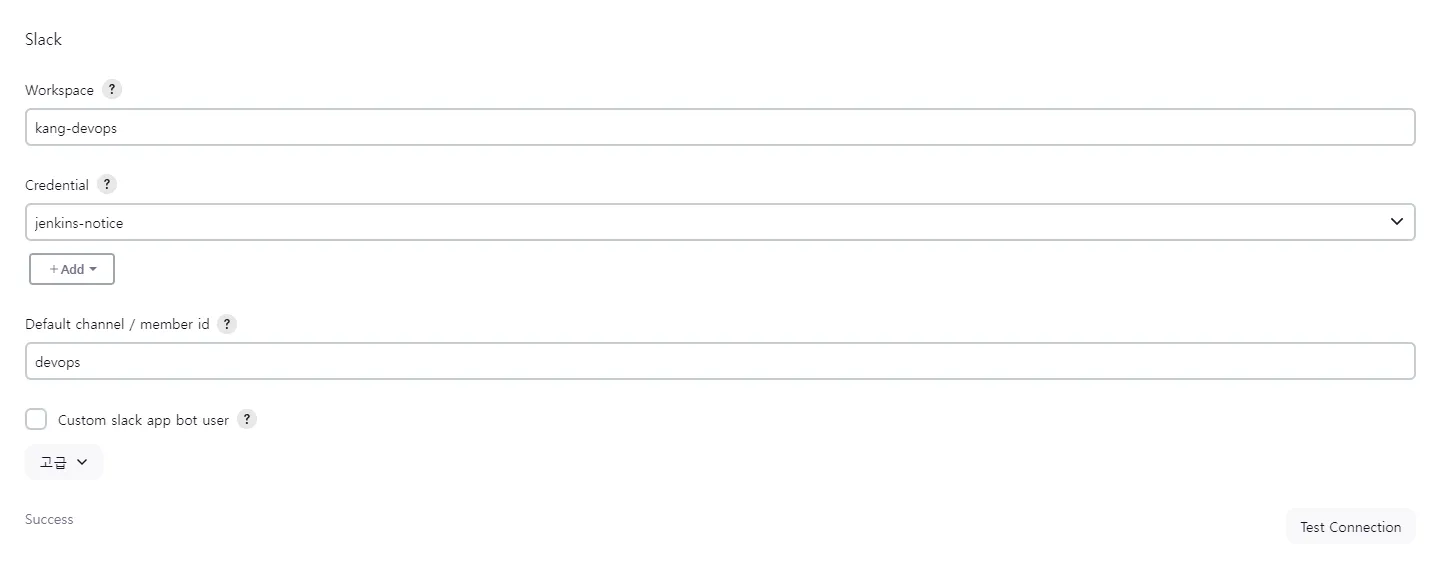 Slack
Workspace ?
kang-devops
Credential ?
jenkins-notice
+ Add
Default channel / member id ?
devops
Custom slack app bot user ?
고급
Success
Test Connection